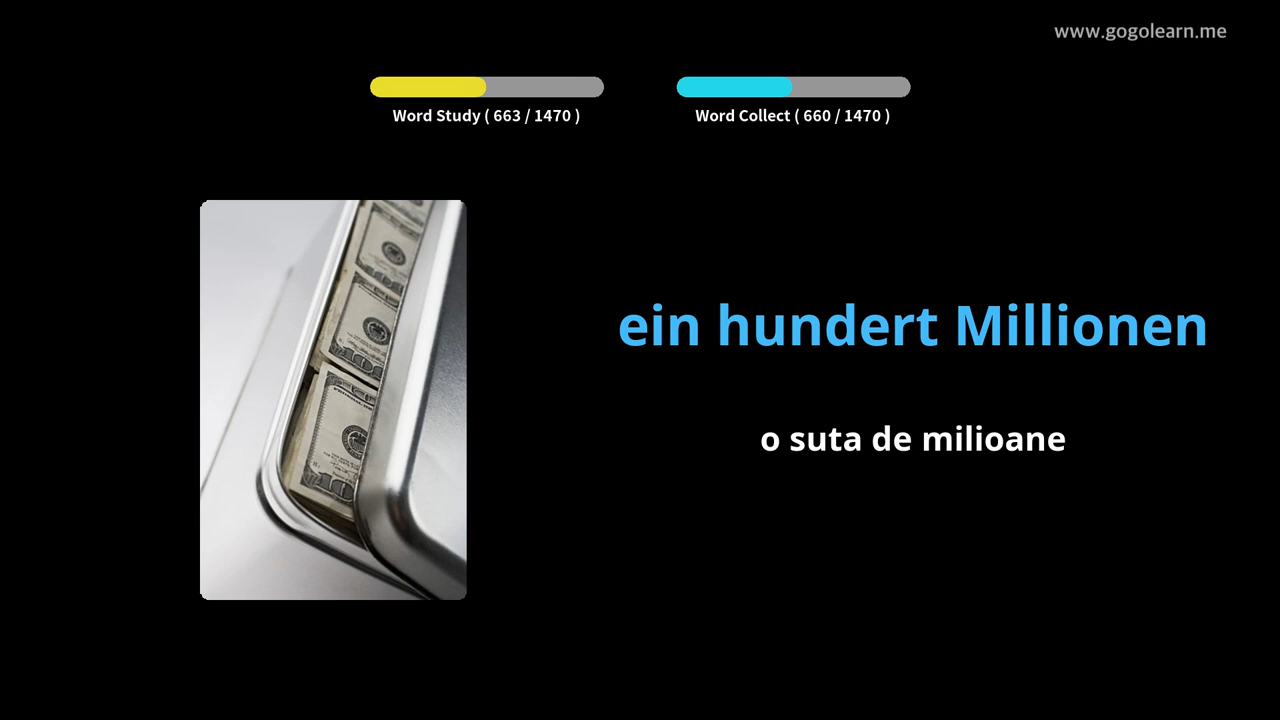 www.gogolearn.me
Word Study ( 663 / 1470 )
Word Collect ( 660 / 1470 )
ein hundert Millionen
o suta de milioane